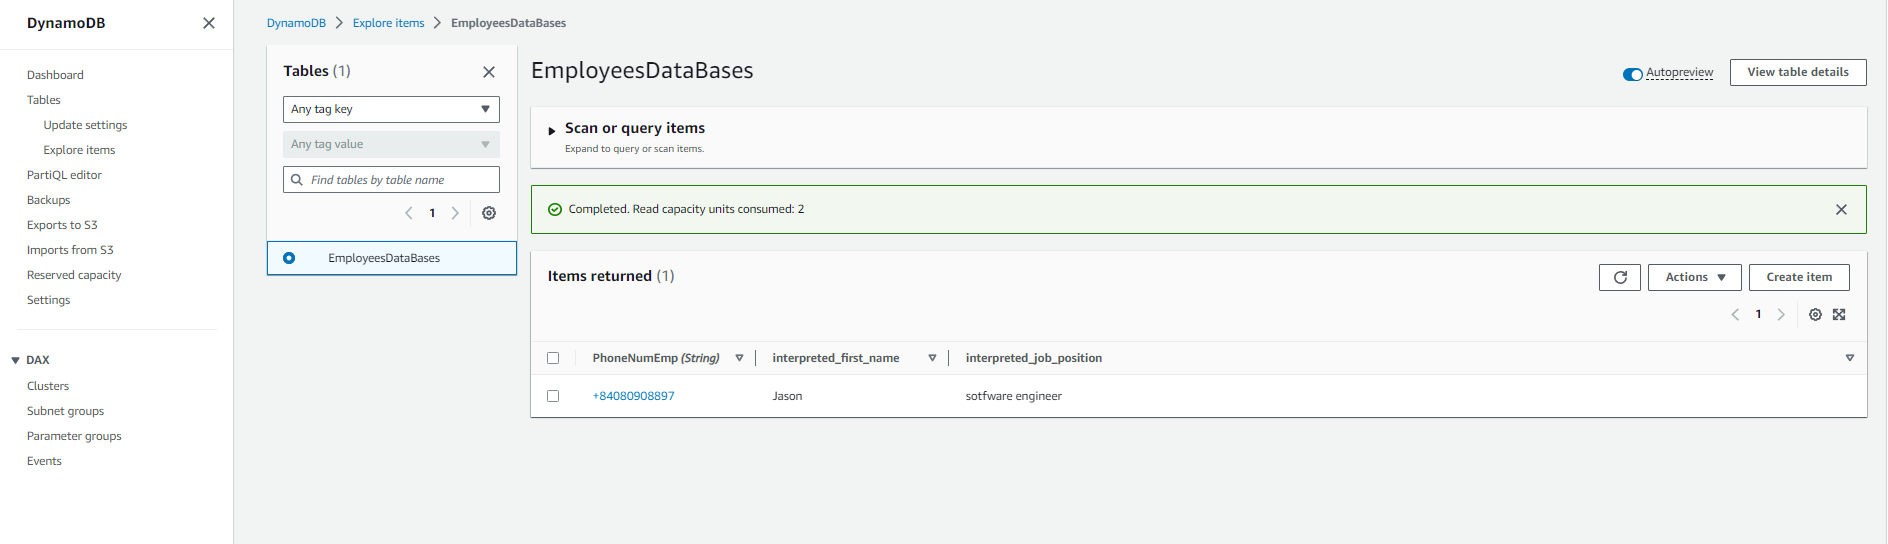 DynamoDB
Dashboard
Tables
Update settings
Explore items
PartiQL editor
Backups
Exports to S3
Imports from S3
Reserved capacity
Settings
DAX
Clusters
Subnet groups
Parameter groups
Events
DynamoDB > Explore items > EmployeesDataBases
Tables (1)
Any tag key
Any tag value
Find tables by table name
1
EmployeesDataBases
EmployeesDataBases
Autopreview
View table details
Scan or query items
Expand to query or scan items.
Completed. Read capacity units consumed: 2
Items returned (1)
Actions
Create item
1
PhoneNumEmp (String) interpreted_first_name interpreted_job_position
+84080908897 Jason sotfware engineer